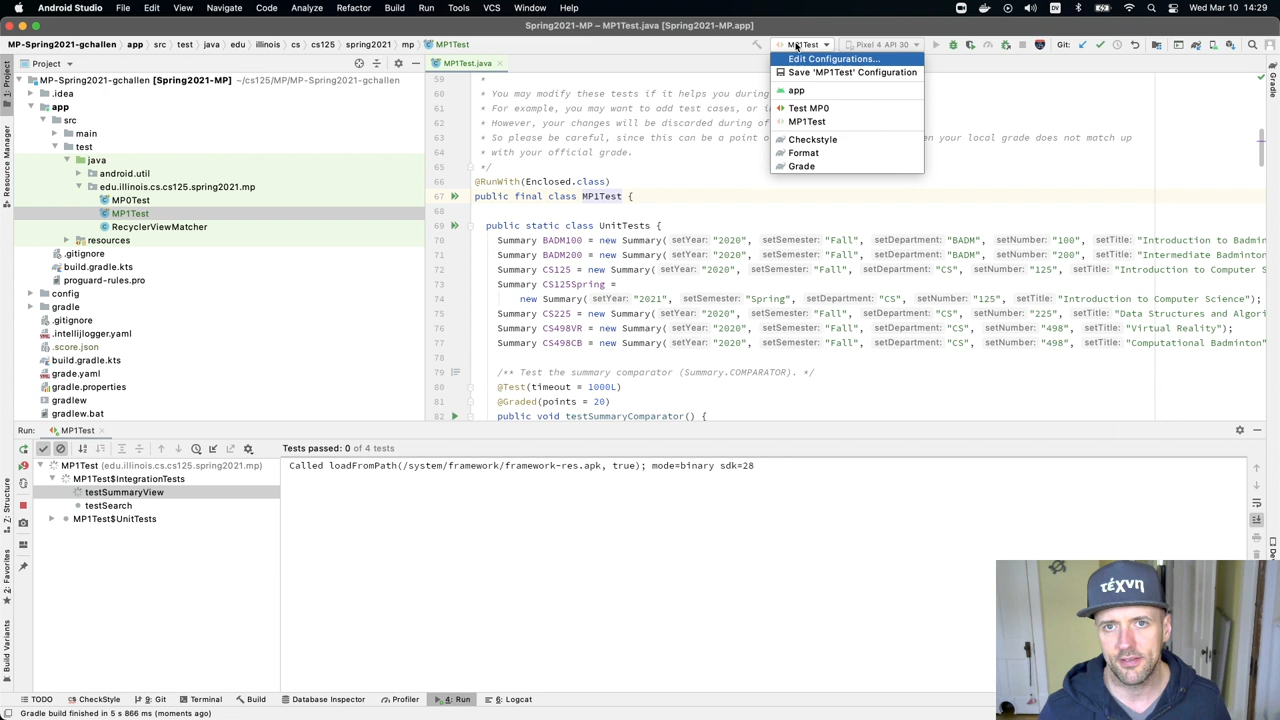 Android Studio File Edit View Navigate Code Analyze Refactor Build Run Tools VCS Window Help Mon 10 May 14:29
Spring2021-MP – MP1Test.java [Spring2021-MP.app]
MP-Spring2021-gchallen app src test java edu illinois cs cs125 spring2021 mp MP1Test MP1Test Pixel 4 API 30 Git:
Project MP1Test.java
Edit Configurations...
Save 'MP1Test' Configuration
app
Test MP0
MP1Test
Checkstyle
Format
Grade
MP-Spring2021-gchallen [Spring2021-MP] ~/cs125/MP/MP-Spring2021-gchallen
.idea
app
src
main
test
java
android.util
edu.illinois.cs.cs125.spring2021.mp
MP0Test
MP1Test
RecyclerViewMatcher
resources
.gitignore
build.gradle.kts
proguard-rules.pro
config
gradle
.gitignore
.intellijlogger.yaml
.score.json
build.gradle.kts
grade.yaml
gradle.properties
gradlew
gradlew.bat
59 *
60 * You may modify these tests if it helps you during
61 * For example, you may want to add test cases, or
62 * However, your changes will be discarded during
63 * So please be careful, since this can be a point your local grade does not match up
64 * with your official grade.
65 */
66 @RunWith(Enclosed.class)
67 public final class MP1Test {
68
69 public static class UnitTests {
70 Summary BADM100 = new Summary( setYear: "2020", setSemester: "Fall", setDepartment: "BADM", setNumber: "100", setTitle: "Introduction to Badmin
71 Summary BADM200 = new Summary( setYear: "2020", setSemester: "Fall", setDepartment: "BADM", setNumber: "200", setTitle: "Intermediate Badminton
72 Summary CS125 = new Summary( setYear: "2020", setSemester: "Fall", setDepartment: "CS", setNumber: "125", setTitle: "Introduction to Computer S
73 Summary CS125Spring =
74 new Summary( setYear: "2021", setSemester: "Spring", setDepartment: "CS", setNumber: "125", setTitle: "Introduction to Computer Science");
75 Summary CS225 = new Summary( setYear: "2020", setSemester: "Fall", setDepartment: "CS", setNumber: "225", setTitle: "Data Structures and Algori
76 Summary CS498VR = new Summary( setYear: "2020", setSemester: "Fall", setDepartment: "CS", setNumber: "498", setTitle: "Virtual Reality");
77 Summary CS498CB = new Summary( setYear: "2020", setSemester: "Fall", setDepartment: "CS", setNumber: "498", setTitle: "Computational Badminton"
78
79 /** Test the summary comparator (Summary.COMPARATOR). */
80 @Test(timeout = 1000L)
81 @Graded(points = 20)
82 public void testSummaryComparator() {
Run: MP1Test
Tests passed: 0 of 4 tests
MP1Test (edu.illinois.cs.cs125.spring2021.mp)
MP1Test$IntegrationTests
testSummaryView
testSearch
MP1Test$UnitTests
Called loadFromPath(/system/framework/framework-res.apk, true); mode=binary sdk=28
1: Project
Resource Manager
7: Structure
2: Favorites
Build Variants
Gradle
τέχνη
TODO CheckStyle 9: Git Terminal Build Database Inspector Profiler 4: Run 6: Logcat
Gradle build finished in 5 s 866 ms (moments ago)